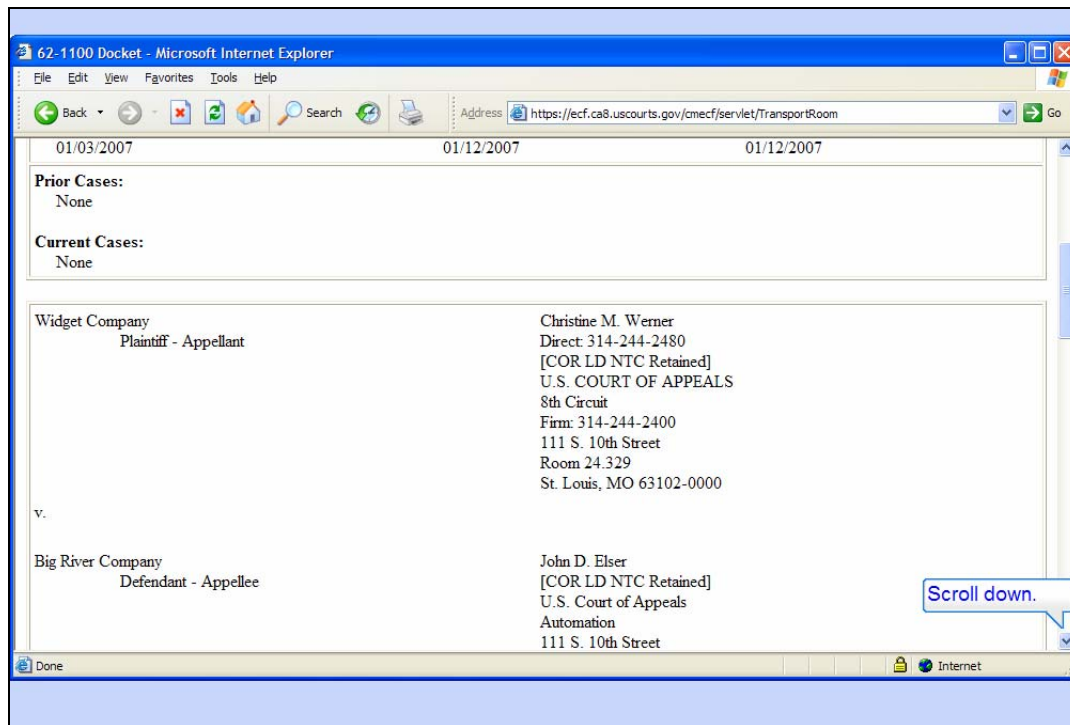 62-1100 Docket - Microsoft Internet Explorer
File Edit View Favorites Tools Help
Back Search Address https://ecf.ca8.uscourts.gov/cmecf/servlet/TransportRoom Go
01/03/2007 01/12/2007 01/12/2007
Prior Cases:
None
Current Cases:
None
Widget Company Christine M. Werner
Plaintiff - Appellant Direct: 314-244-2480
[COR LD NTC Retained]
U.S. COURT OF APPEALS
8th Circuit
Firm: 314-244-2400
111 S. 10th Street
Room 24.329
St. Louis, MO 63102-0000
v.
Big River Company John D. Elser
Defendant - Appellee [COR LD NTC Retained]
U.S. Court of Appeals
Automation
111 S. 10th Street
Scroll down.
Done Internet